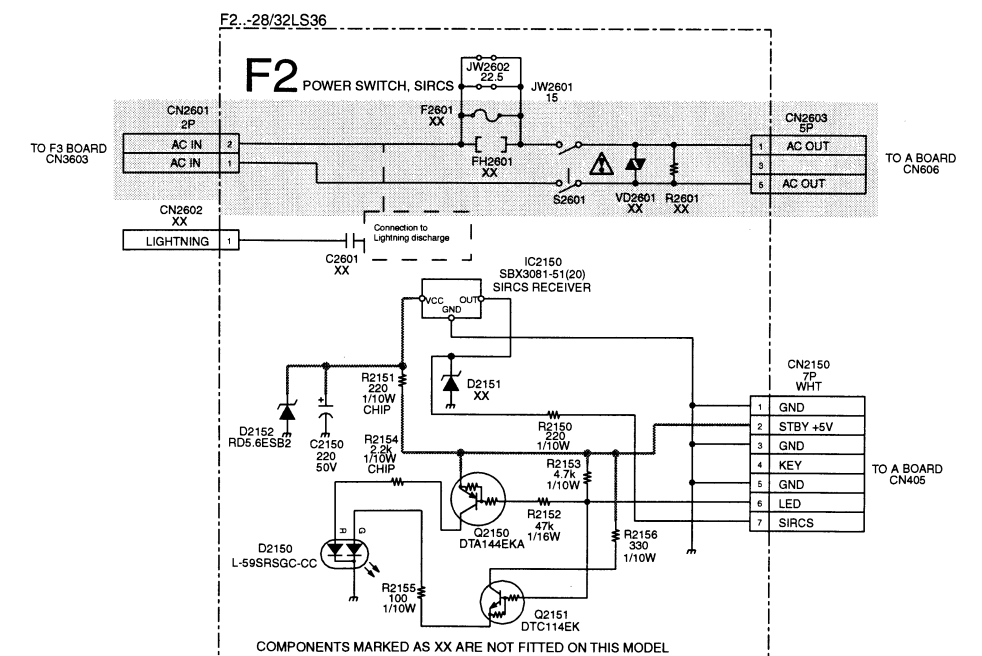 F2..-28/32LS36
F2 POWER SWITCH, SIRCS
JW2602
22.5
JW2601
15
F2601
XX
FH2601
XX
CN2601
2P
TO F3 BOARD
CN3603
AC IN 2
AC IN 1
S2601
VD2601
XX
R2601
XX
CN2603
5P
1 AC OUT
3
5 AC OUT
TO A BOARD
CN606
CN2602
XX
LIGHTNING 1
C2601
XX
Connection to
Lightning discharge
IC2150
SBX3081-51(20)
SIRCS RECEIVER
VCC OUT
GND
R2151
220
1/10W
CHIP
D2151
XX
D2152
RD5.6ESB2
+
C2150
220
50V
R2154
2.2k
1/10W
CHIP
R2150
220
1/10W
R2153
4.7k
1/10W
CN2150
7P
WHT
1 GND
2 STBY +5V
3 GND
4 KEY
5 GND
6 LED
7 SIRCS
TO A BOARD
CN405
Q2150
DTA144EKA
R2152
47k
1/16W
R2156
330
1/10W
R G
D2150
L-59SRSGC-CC
R2155
100
1/10W
Q2151
DTC114EK
COMPONENTS MARKED AS XX ARE NOT FITTED ON THIS MODEL